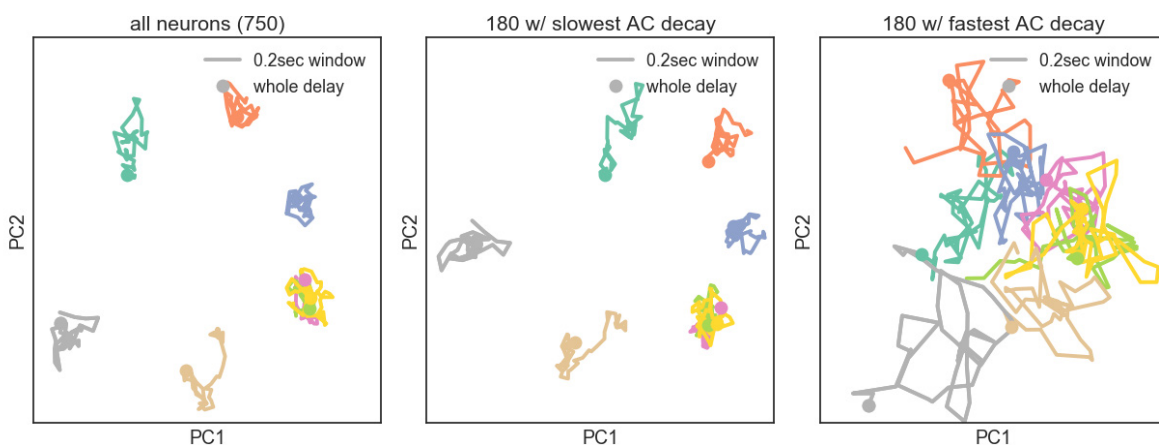 all neurons (750)
0.2sec window
whole delay
PC2
PC1
180 w/ slowest AC decay
0.2sec window
whole delay
PC2
PC1
180 w/ fastest AC decay
0.2sec window
whole delay
PC2
PC1